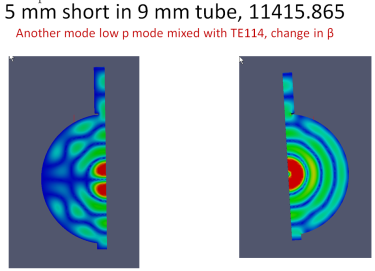 5 mm short in 9 mm tube, 11415.865
Another mode low p mode mixed with TE114, change in β